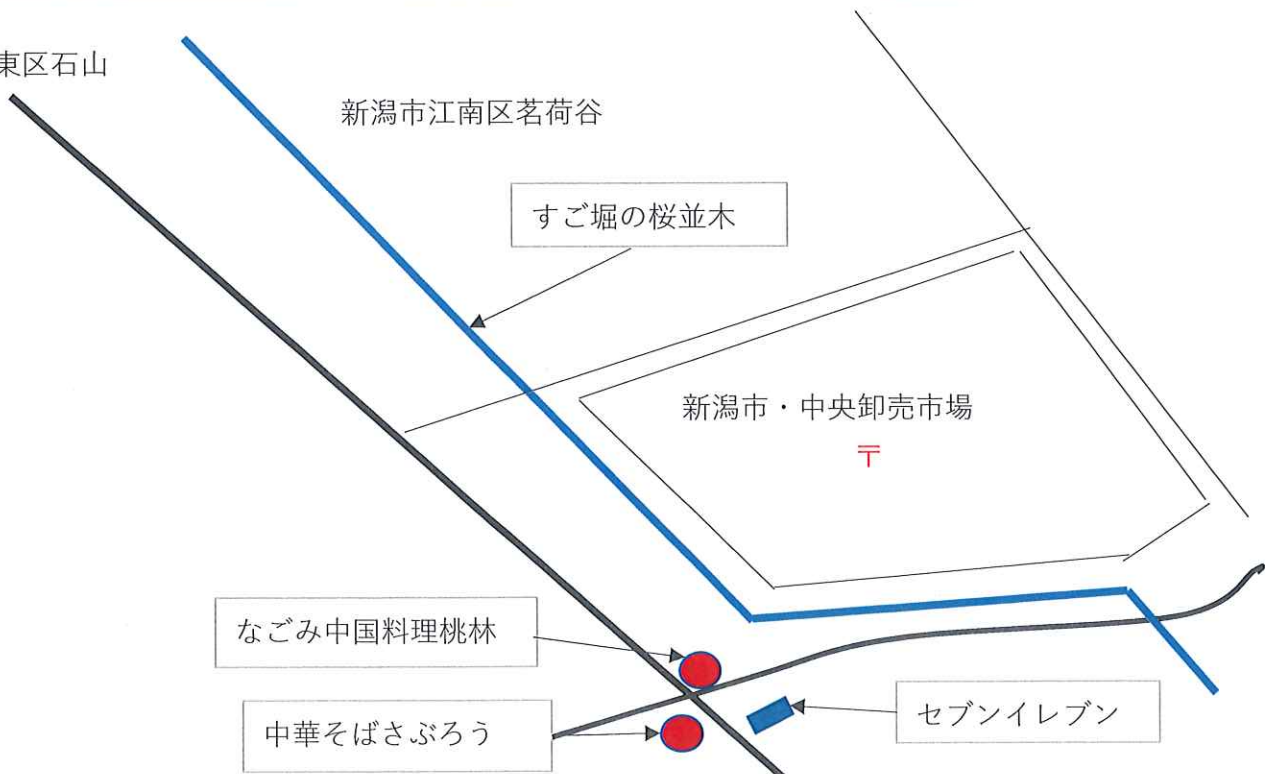 東区石山
新潟市江南区茗荷谷
すご堀の桜並木
新潟市・中央卸売市場
〒
なごみ中国料理桃林
中華そばさぶろう
セブンイレブン